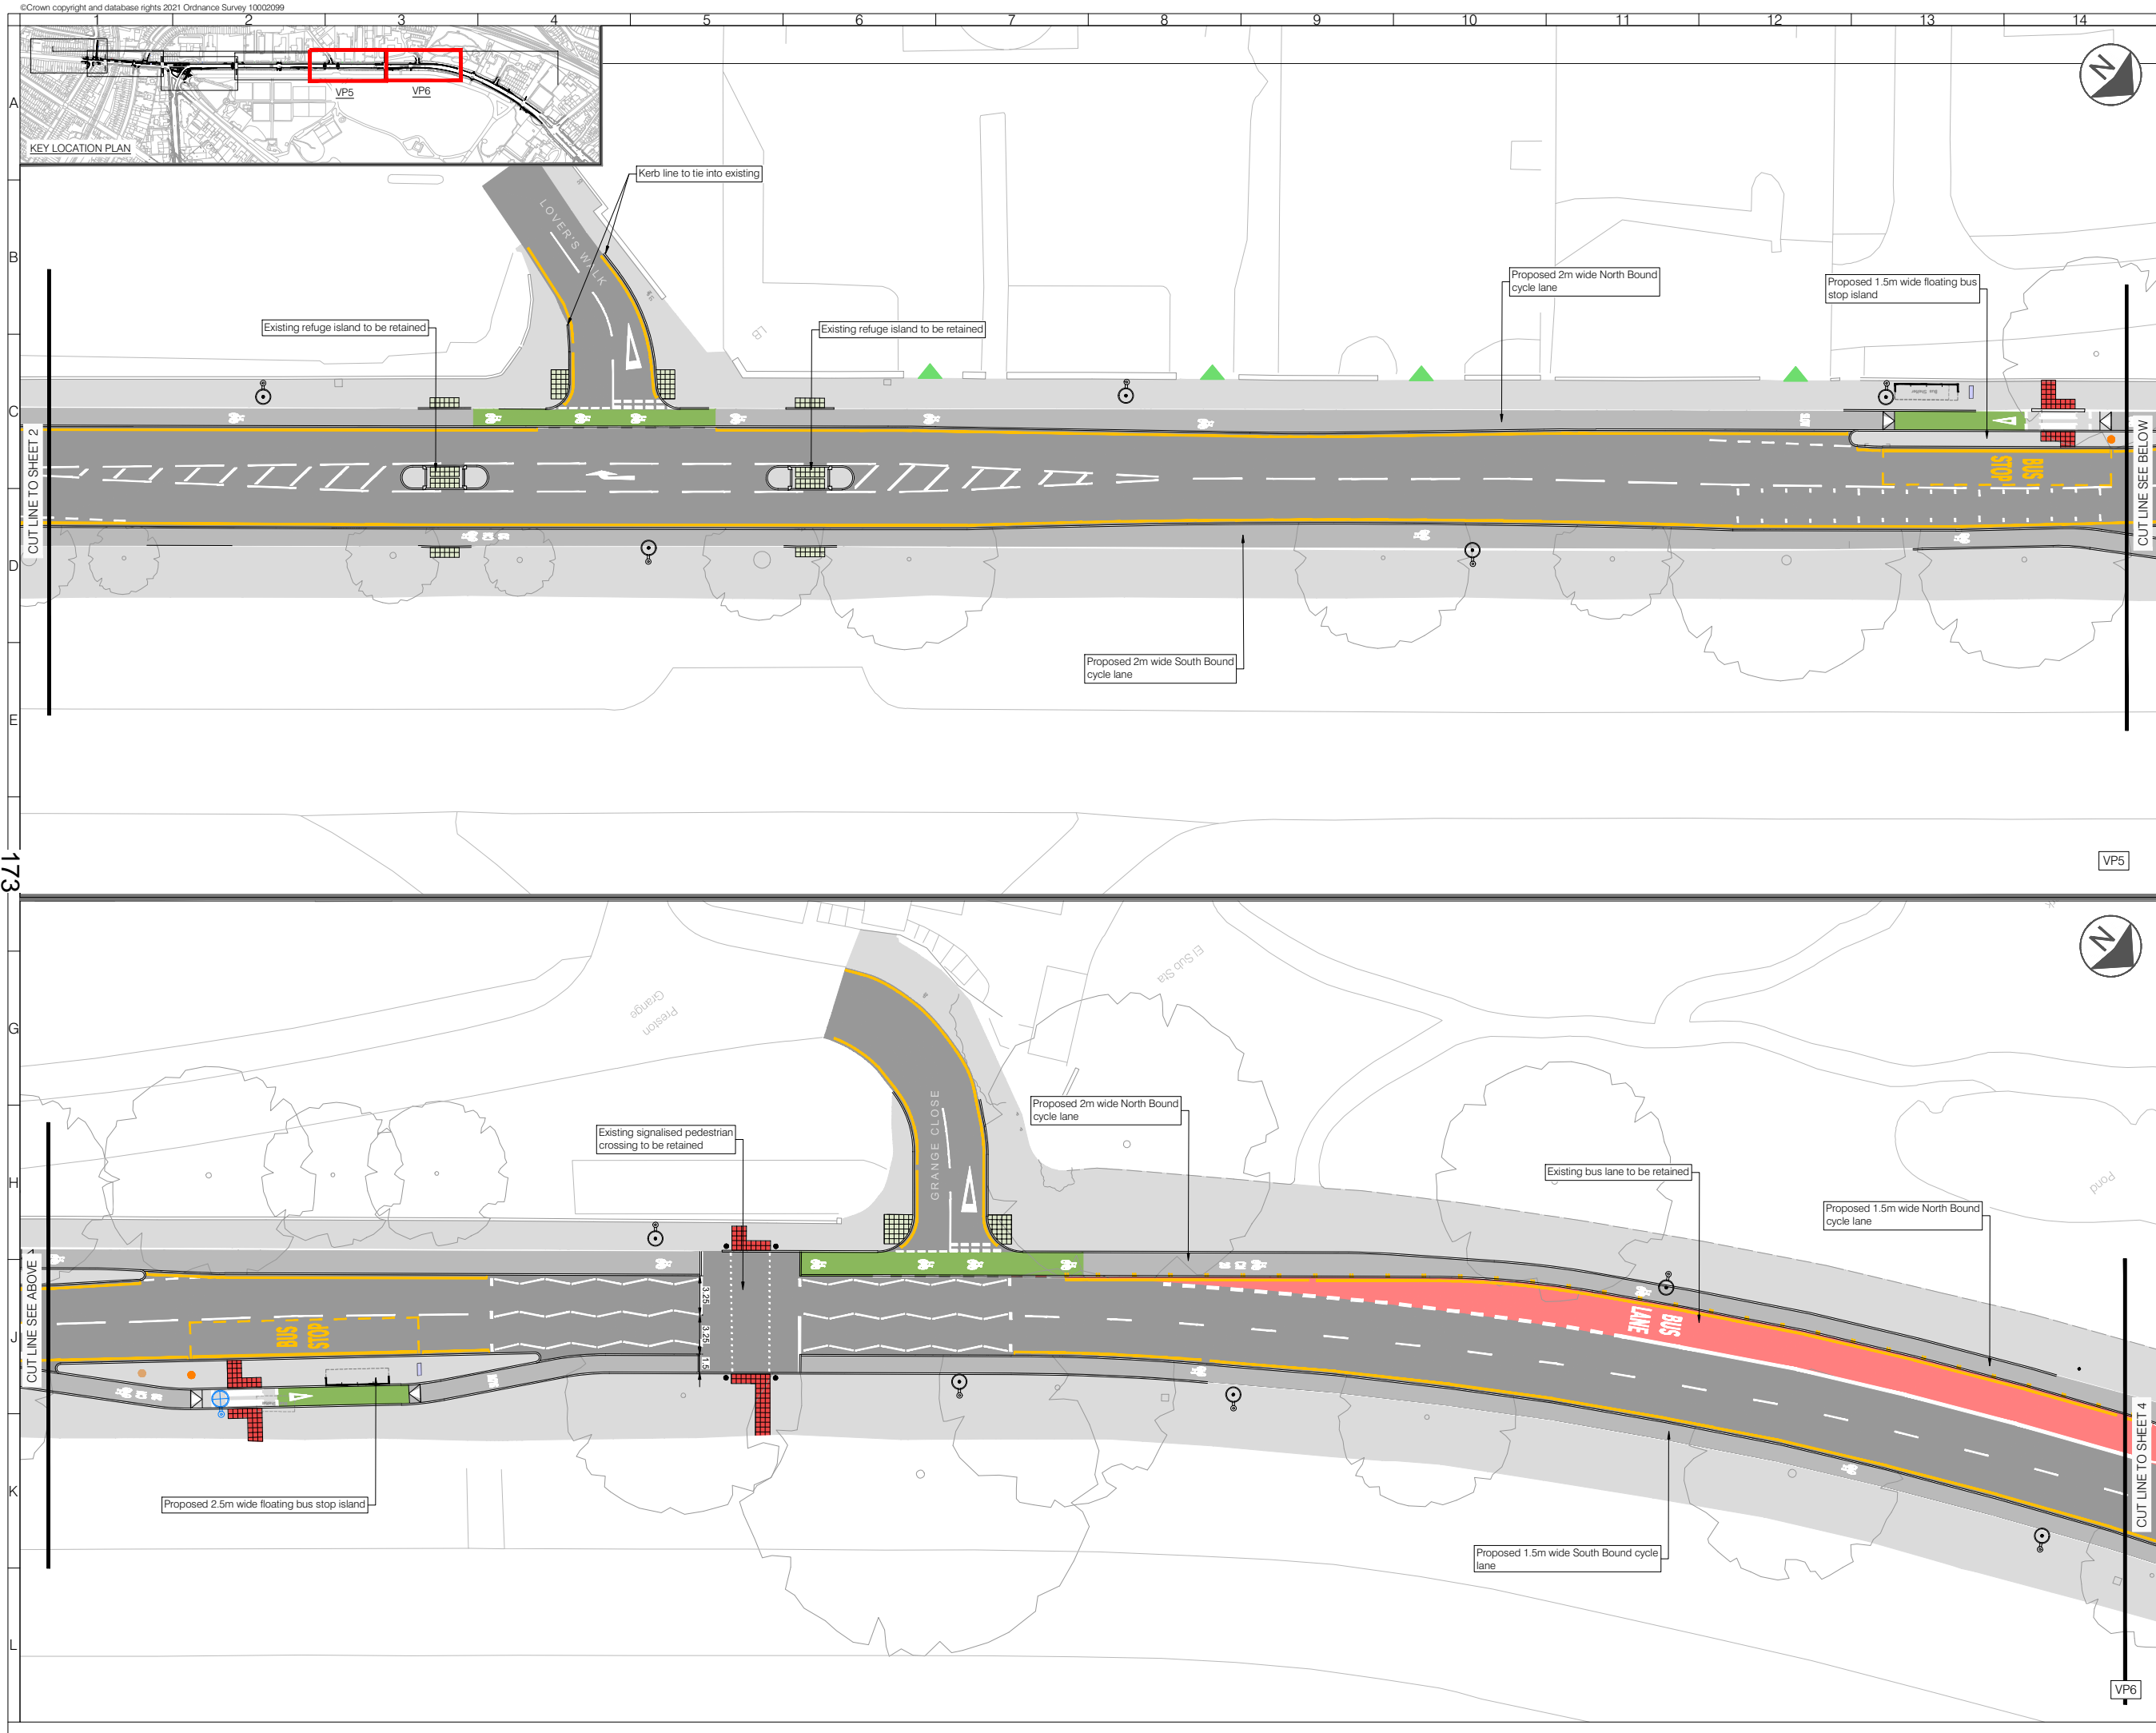 ©Crown copyright and database rights 2021 Ordnance Survey 10002099
1 2 3 4 5 6 7 8 9 10 11 12 13 14
A
B
C
D
E
G
H
J
K
L
173
VP5
VP6
KEY LOCATION PLAN
N
Kerb line to tie into existing
LOVER'S WALK
Existing refuge island to be retained
Existing refuge island to be retained
LB
Proposed 2m wide North Bound
cycle lane
Proposed 1.5m wide floating bus
stop island
Bus Shelter
BUS
STOP
CUT LINE TO SHEET 2
CUT LINE SEE BELOW
Proposed 2m wide South Bound
cycle lane
VP5
N
El Sub Sta
Preston
Grange
GRANGE CLOSE
Existing signalised pedestrian
crossing to be retained
Proposed 2m wide North Bound
cycle lane
Existing bus lane to be retained
Proposed 1.5m wide North Bound
cycle lane
Pond
CUT LINE SEE ABOVE
BUS
STOP
3.25
3.25
1.5
BUS
LANE
CUT LINE TO SHEET 4
Proposed 2.5m wide floating bus stop island
Proposed 1.5m wide South Bound cycle
lane
VP6